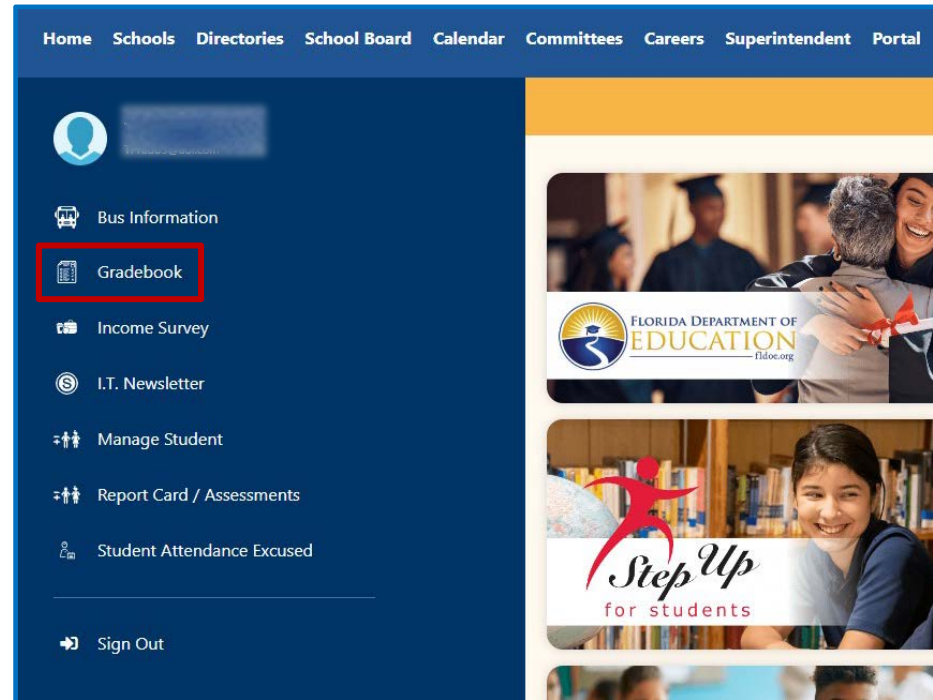 Home Schools Directories School Board Calendar Committees Careers Superintendent Portal
Bus Information
Gradebook
Income Survey
I.T. Newsletter
Manage Student
Report Card / Assessments
Student Attendance Excused
Sign Out
FLORIDA DEPARTMENT OF
EDUCATION
fldoe.org
Step Up
for students